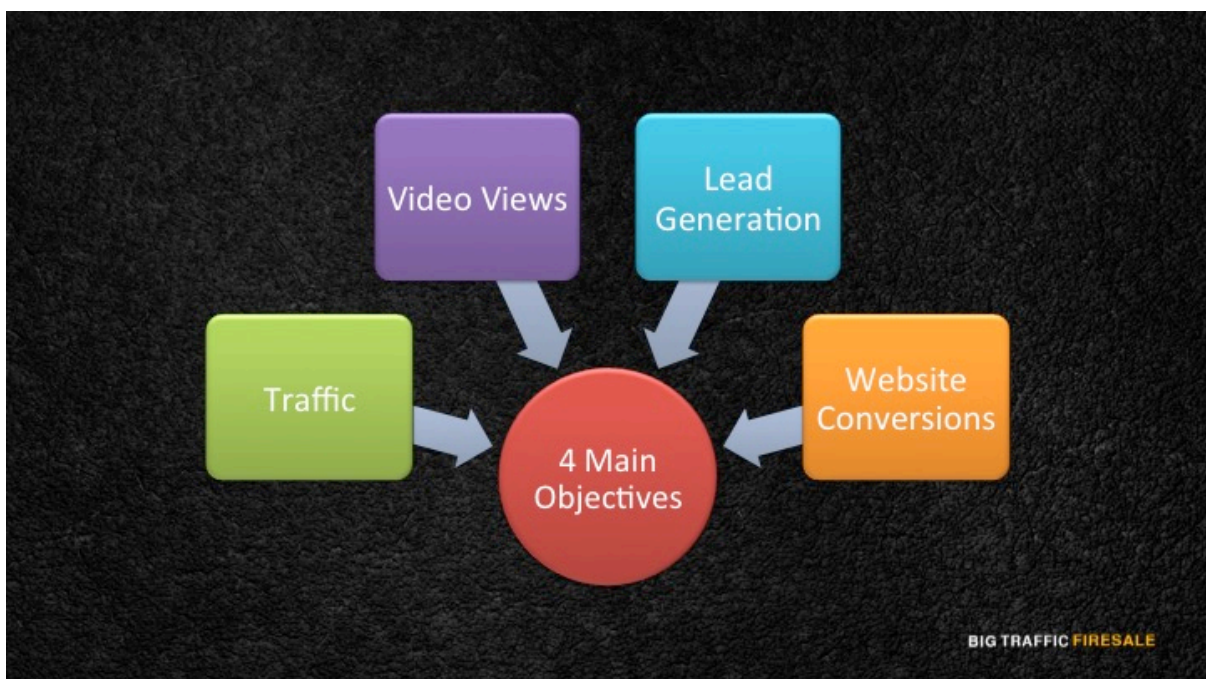 Video Views
Lead
Generation
Traffic
Website
Conversions
4 Main
Objectives
BIG TRAFFIC FIRESALE